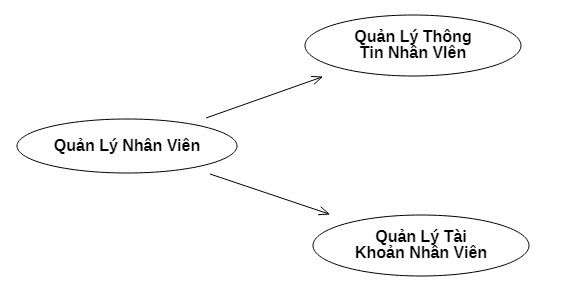 Quản Lý Thông
Tin Nhân VIên
Quản Lý Nhân Viên
Quản Lý Tài
Khoản Nhân Viên